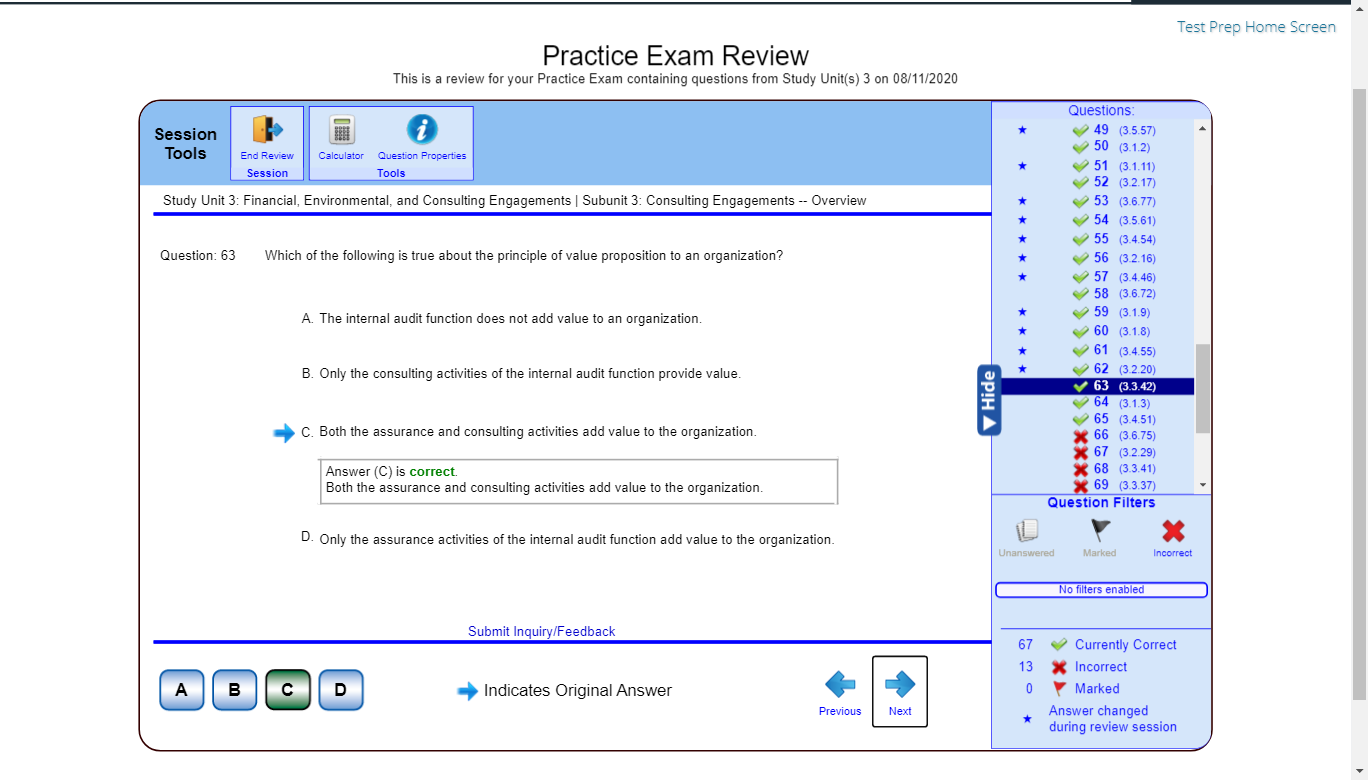 Test Prep Home Screen
Practice Exam Review
This is a review for your Practice Exam containing questions from Study Unit(s) 3 on 08/11/2020
Session Tools
End Review
Session
Calculator
Question Properties
Tools
Study Unit 3: Financial, Environmental, and Consulting Engagements | Subunit 3: Consulting Engagements -- Overview
Question: 63 Which of the following is true about the principle of value proposition to an organization?
A. The internal audit function does not add value to an organization.
B. Only the consulting activities of the internal audit function provide value.
C. Both the assurance and consulting activities add value to the organization.
Answer (C) is correct.
Both the assurance and consulting activities add value to the organization.
D. Only the assurance activities of the internal audit function add value to the organization.
Submit Inquiry/Feedback
A B C D
Indicates Original Answer
Previous
Next
Hide
Questions:
49 (3.5.57)
50 (3.1.2)
51 (3.1.11)
52 (3.2.17)
53 (3.6.77)
54 (3.5.61)
55 (3.4.54)
56 (3.2.16)
57 (3.4.46)
58 (3.6.72)
59 (3.1.9)
60 (3.1.8)
61 (3.4.55)
62 (3.2.20)
63 (3.3.42)
64 (3.1.3)
65 (3.4.51)
66 (3.6.75)
67 (3.2.29)
68 (3.3.41)
69 (3.3.37)
Question Filters
Unanswered
Marked
Incorrect
No filters enabled
67 Currently Correct
13 Incorrect
0 Marked
Answer changed
during review session